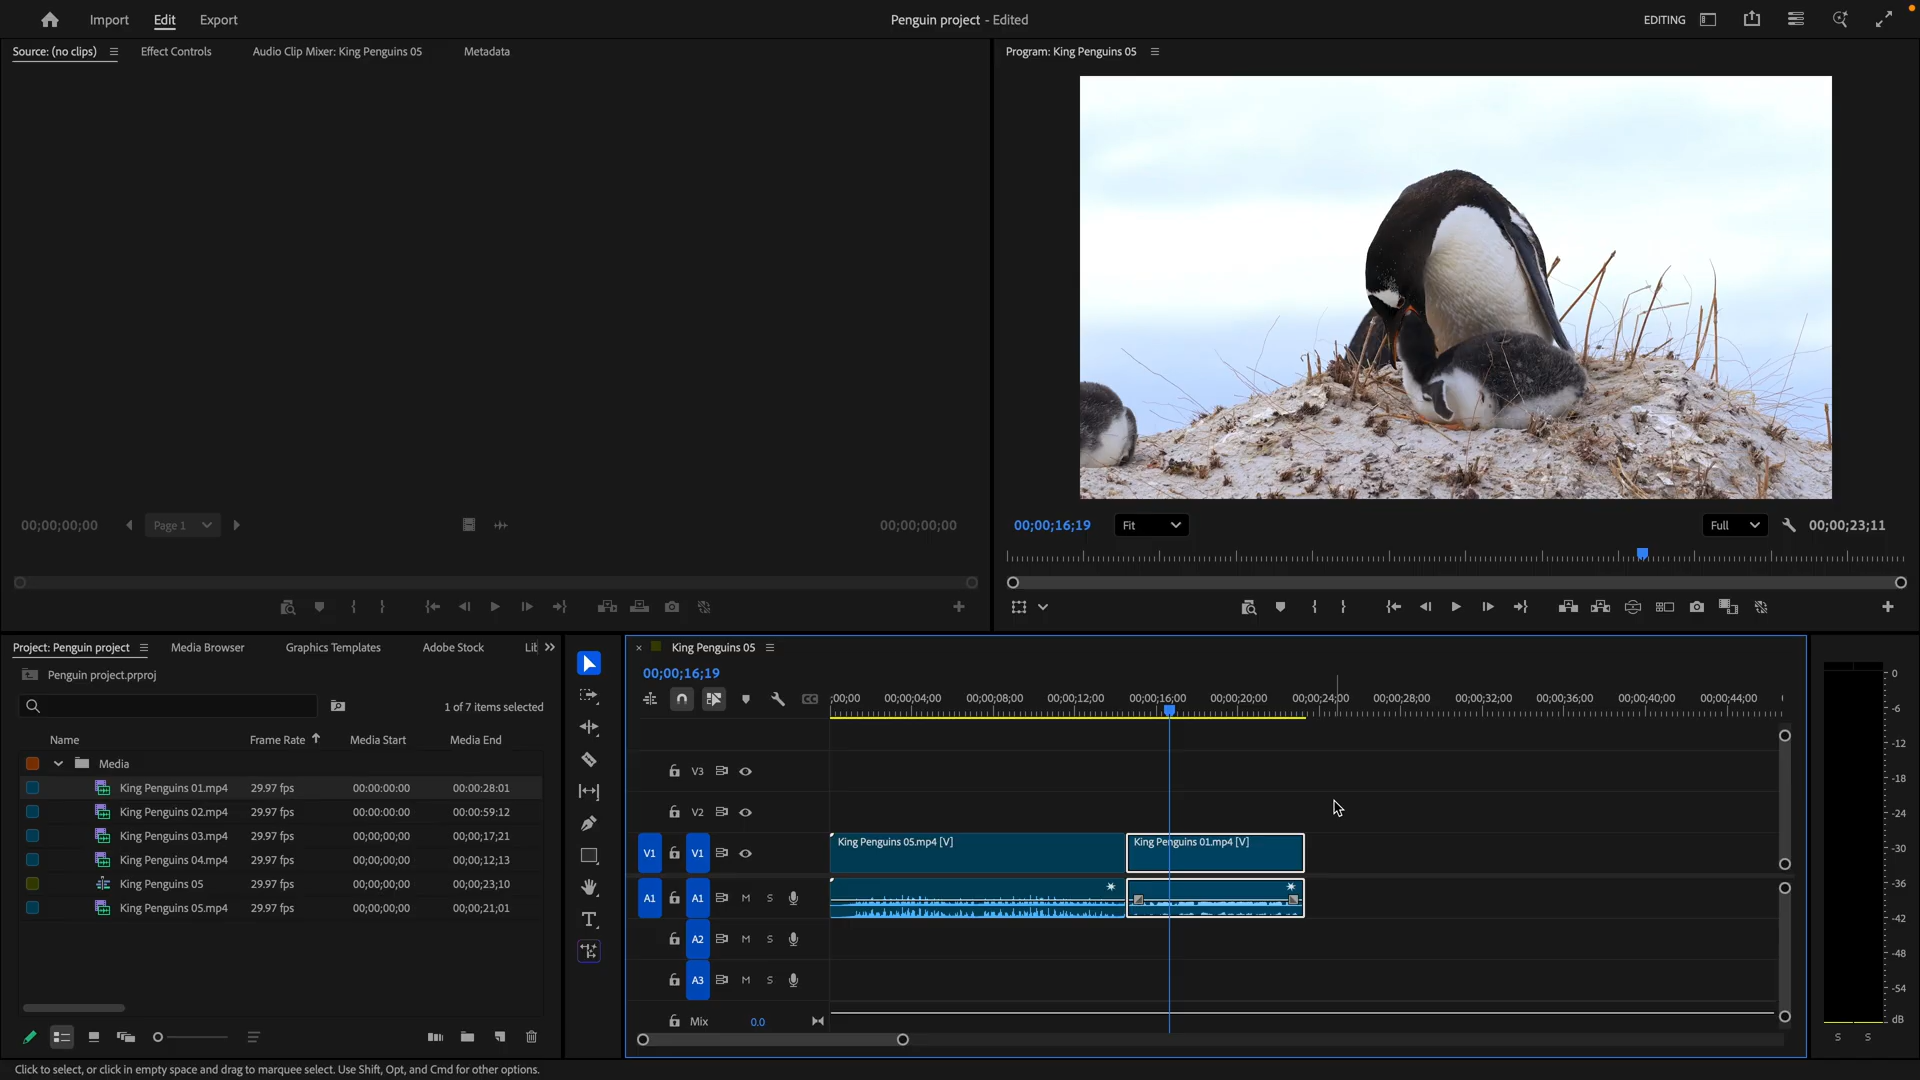 Import Edit Export Penguin project - Edited EDITING
Source: (no clips) Effect Controls Audio Clip Mixer: King Penguins 05 Metadata
Program: King Penguins 05
00;00;00;00 Page 1 00;00;00;00
00;00;16;19 Fit Full 00;00;23;11
Project: Penguin project Media Browser Graphics Templates Adobe Stock Lit
Penguin project.prproj
1 of 7 items selected
Name Frame Rate Media Start Media End
Media
King Penguins 01.mp4 29.97 fps 00:00:00:00 00:00:28:01
King Penguins 02.mp4 29.97 fps 00:00:00:00 00:00:59:12
King Penguins 03.mp4 29.97 fps 00;00;00;00 00;00;17;21
King Penguins 04.mp4 29.97 fps 00;00;00;00 00;00;12;13
King Penguins 05 29.97 fps 00;00;00;00 00;00;23;10
King Penguins 05.mp4 29.97 fps 00;00;00;00 00;00;21;01
King Penguins 05
00;00;16;19
;00;00 00;00;04;00 00;00;08;00 00;00;12;00 00;00;16;00 00;00;20;00 00;00;24;00 00;00;28;00 00;00;32;00 00;00;36;00 00;00;40;00 00;00;44;00
CC
V3
V2
V1 V1 King Penguins 05.mp4 [V] King Penguins 01.mp4 [V]
A1 A1 M S
A2 M S
A3 M S
Mix 0.0
0
-6
-12
-18
-24
-30
-36
-42
-48
-54
dB
S S
Click to select, or click in empty space and drag to marquee select. Use Shift, Opt, and Cmd for other options.